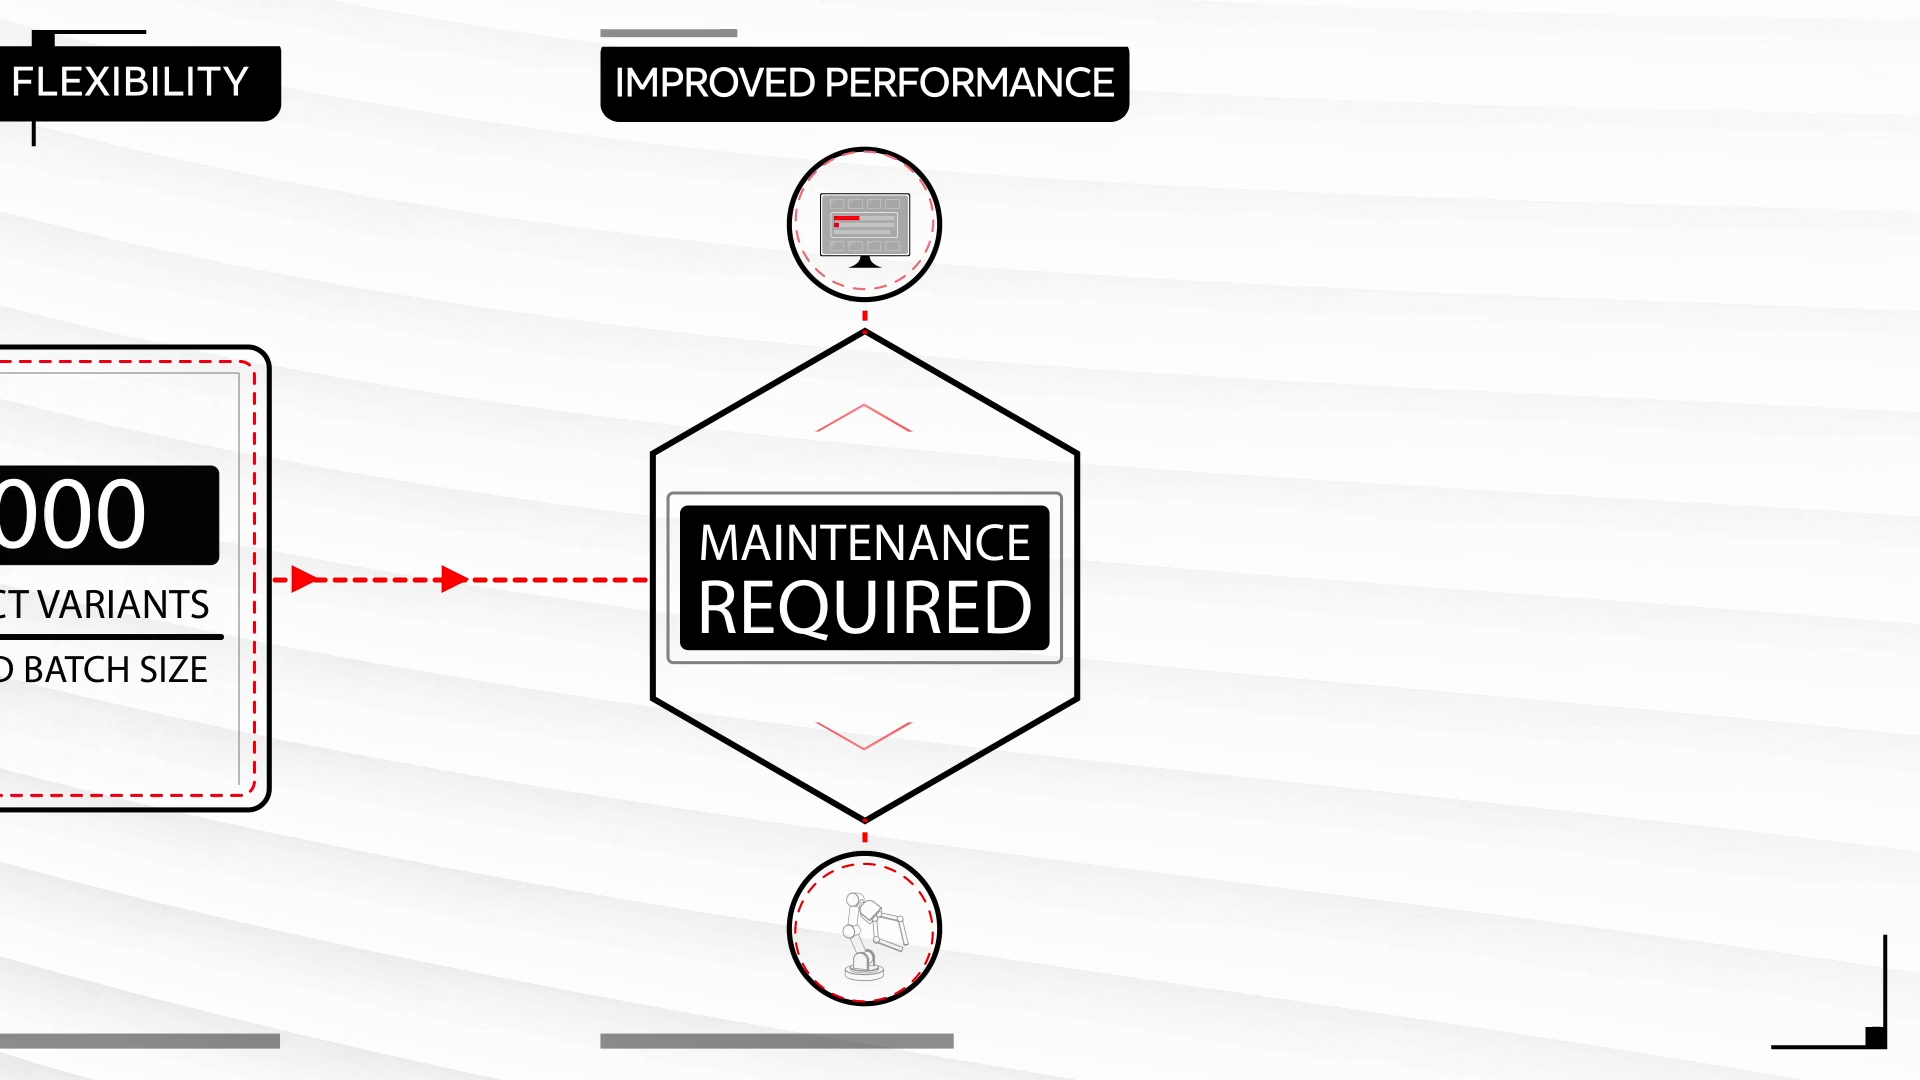 FLEXIBILITY
IMPROVED PERFORMANCE
000
VARIANTS
BATCH SIZE
MAINTENANCE
REQUIRED